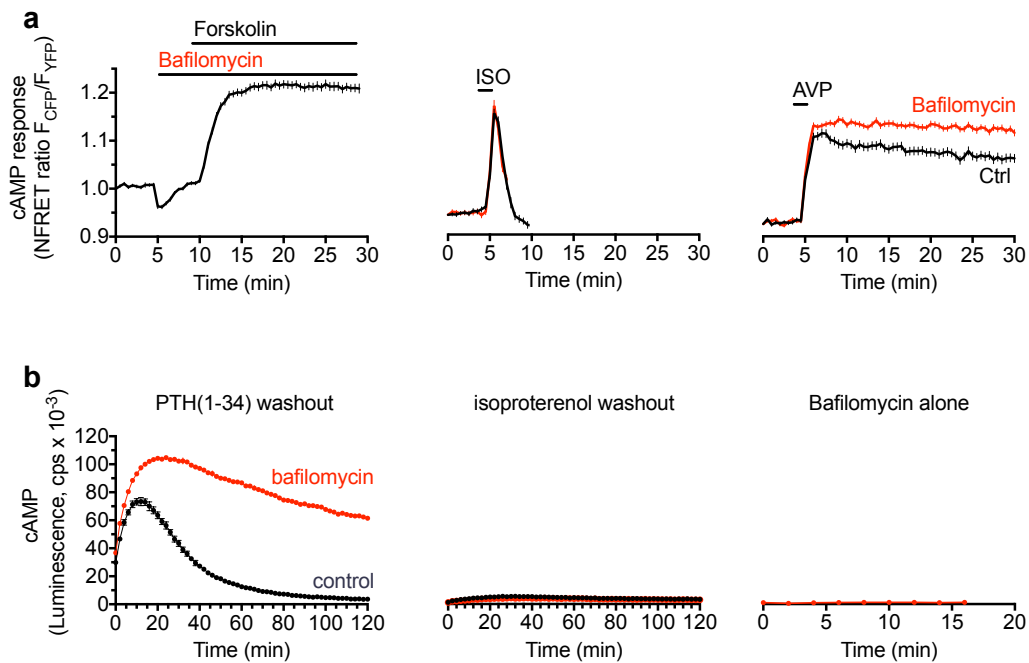 a
Forskolin
Bafilomycin
cAMP response
(NFRET ratio F_CFP/F_YFP)
1.2
1.1
1.0
0.9
0 5 10 15 20 25 30
Time (min)
ISO
0 5 10 15 20 25 30
Time (min)
AVP
Bafilomycin
Ctrl
0 5 10 15 20 25 30
Time (min)
b
PTH(1-34) washout
cAMP
(Luminescence, cps x 10⁻³)
120
100
80
60
40
20
0
bafilomycin
control
0 20 40 60 80 100 120
Time (min)
isoproterenol washout
0 20 40 60 80 100 120
Time (min)
Bafilomycin alone
0 5 10 15 20
Time (min)